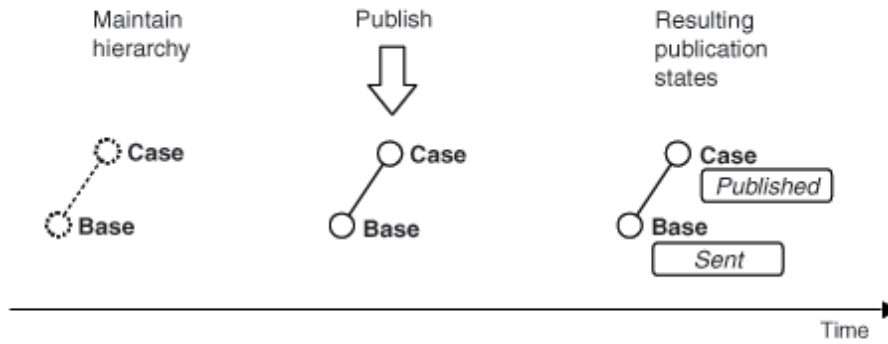 Maintain
hierarchy
Publish
Resulting
publication
states
Case
Base
Case
Base
Case
Published
Base
Sent
Time